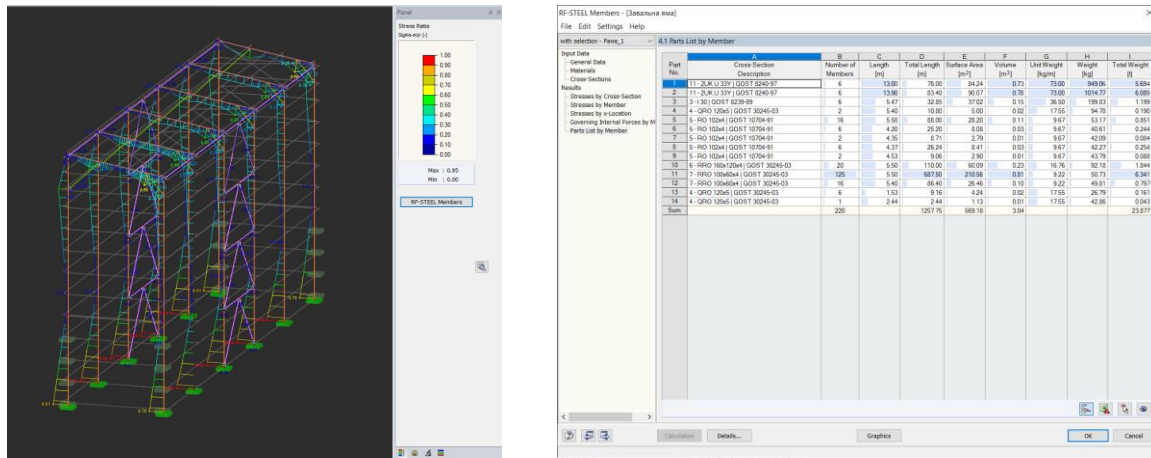 Panel
Stress Ratio
Sigma-eqv [-]
1.00
0.90
0.80
0.70
0.60
0.50
0.40
0.30
0.20
0.10
0.00
Max : 0.95
Min : 0.00
RF-STEEL Members
RF-STEEL Members - [Завальна яма]
File Edit Settings Help
with selection - Рама_1
4.1 Parts List by Member
Input Data
General Data
Materials
Cross-Sections
Results
Stresses by Cross-Section
Stresses by Member
Stresses by x-Location
Governing Internal Forces by M
Parts List by Member
A B C D E F G H I
Part Cross-Section Number of Length Total Length Surface Area Volume Unit Weight Weight Total Weight
No. Description Members [m] [m] [m²] [m³] [kg/m] [kg] [t]
1 11 - 2UK U 33Y | GOST 8240-97 6 13.00 78.00 84.24 0.73 73.00 949.06 5.694
2 11 - 2UK U 33Y | GOST 8240-97 6 13.90 83.40 90.07 0.78 73.00 1014.77 6.089
3 3 - I 30 | GOST 8239-89 6 5.47 32.85 37.02 0.15 36.50 199.83 1.199
4 4 - QRO 120x5 | GOST 30245-03 2 5.40 10.80 5.00 0.02 17.55 94.78 0.190
5 5 - RO 102x4 | GOST 10704-91 16 5.50 88.00 28.20 0.11 9.67 53.17 0.851
6 5 - RO 102x4 | GOST 10704-91 6 4.20 25.20 8.08 0.03 9.67 40.61 0.244
7 5 - RO 102x4 | GOST 10704-91 2 4.35 8.71 2.79 0.01 9.67 42.09 0.084
8 5 - RO 102x4 | GOST 10704-91 6 4.37 26.24 8.41 0.03 9.67 42.27 0.254
9 5 - RO 102x4 | GOST 10704-91 2 4.53 9.06 2.90 0.01 9.67 43.79 0.088
10 6 - RRO 160x120x4 | GOST 30245-03 20 5.50 110.00 60.09 0.23 16.76 92.18 1.844
11 7 - RRO 100x60x4 | GOST 30245-03 125 5.50 687.50 210.56 0.81 9.22 50.73 6.341
12 7 - RRO 100x60x4 | GOST 30245-03 16 5.40 86.40 26.46 0.10 9.22 49.81 0.797
13 4 - QRO 120x5 | GOST 30245-03 6 1.53 9.16 4.24 0.02 17.55 26.79 0.161
14 4 - QRO 120x5 | GOST 30245-03 1 2.44 2.44 1.13 0.01 17.55 42.86 0.043
Sum 220 1257.75 569.18 3.04 23.877
Calculation Details... Graphics OK Cancel